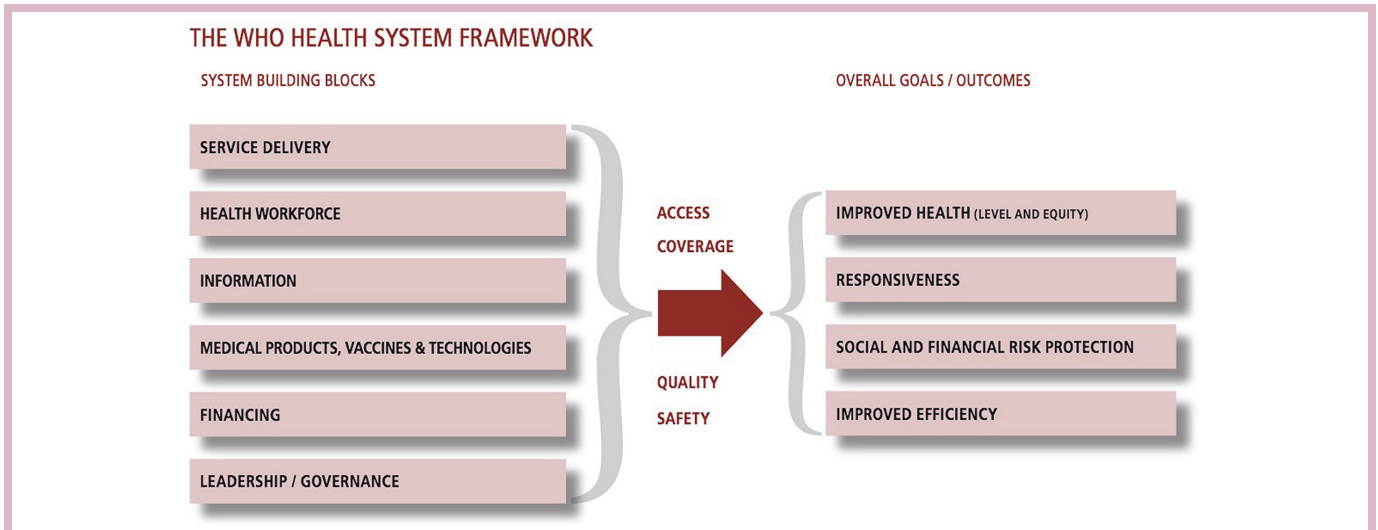 THE WHO HEALTH SYSTEM FRAMEWORK
SYSTEM BUILDING BLOCKS
OVERALL GOALS / OUTCOMES
SERVICE DELIVERY
HEALTH WORKFORCE
INFORMATION
MEDICAL PRODUCTS, VACCINES & TECHNOLOGIES
FINANCING
LEADERSHIP / GOVERNANCE
ACCESS
COVERAGE
QUALITY
SAFETY
IMPROVED HEALTH (LEVEL AND EQUITY)
RESPONSIVENESS
SOCIAL AND FINANCIAL RISK PROTECTION
IMPROVED EFFICIENCY